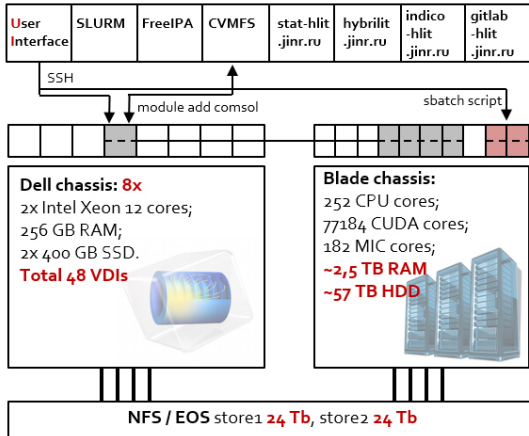 User Interface
SLURM
FreeIPA
CVMFS
stat-hlit
.jinr.ru
hybrilit
.jinr.ru
indico
-hlit
.jinr.ru
gitlab
-hlit
.jinr.ru
SSH
module add comsol
sbatch script
Dell chassis: 8x
2x Intel Xeon 12 cores;
256 GB RAM;
2x 400 GB SSD.
Total 48 VDIs
Blade chassis:
252 CPU cores;
77184 CUDA cores;
182 MIC cores;
~2,5 TB RAM
~57 TB HDD
NFS / EOS store1 24 Tb, store2 24 Tb